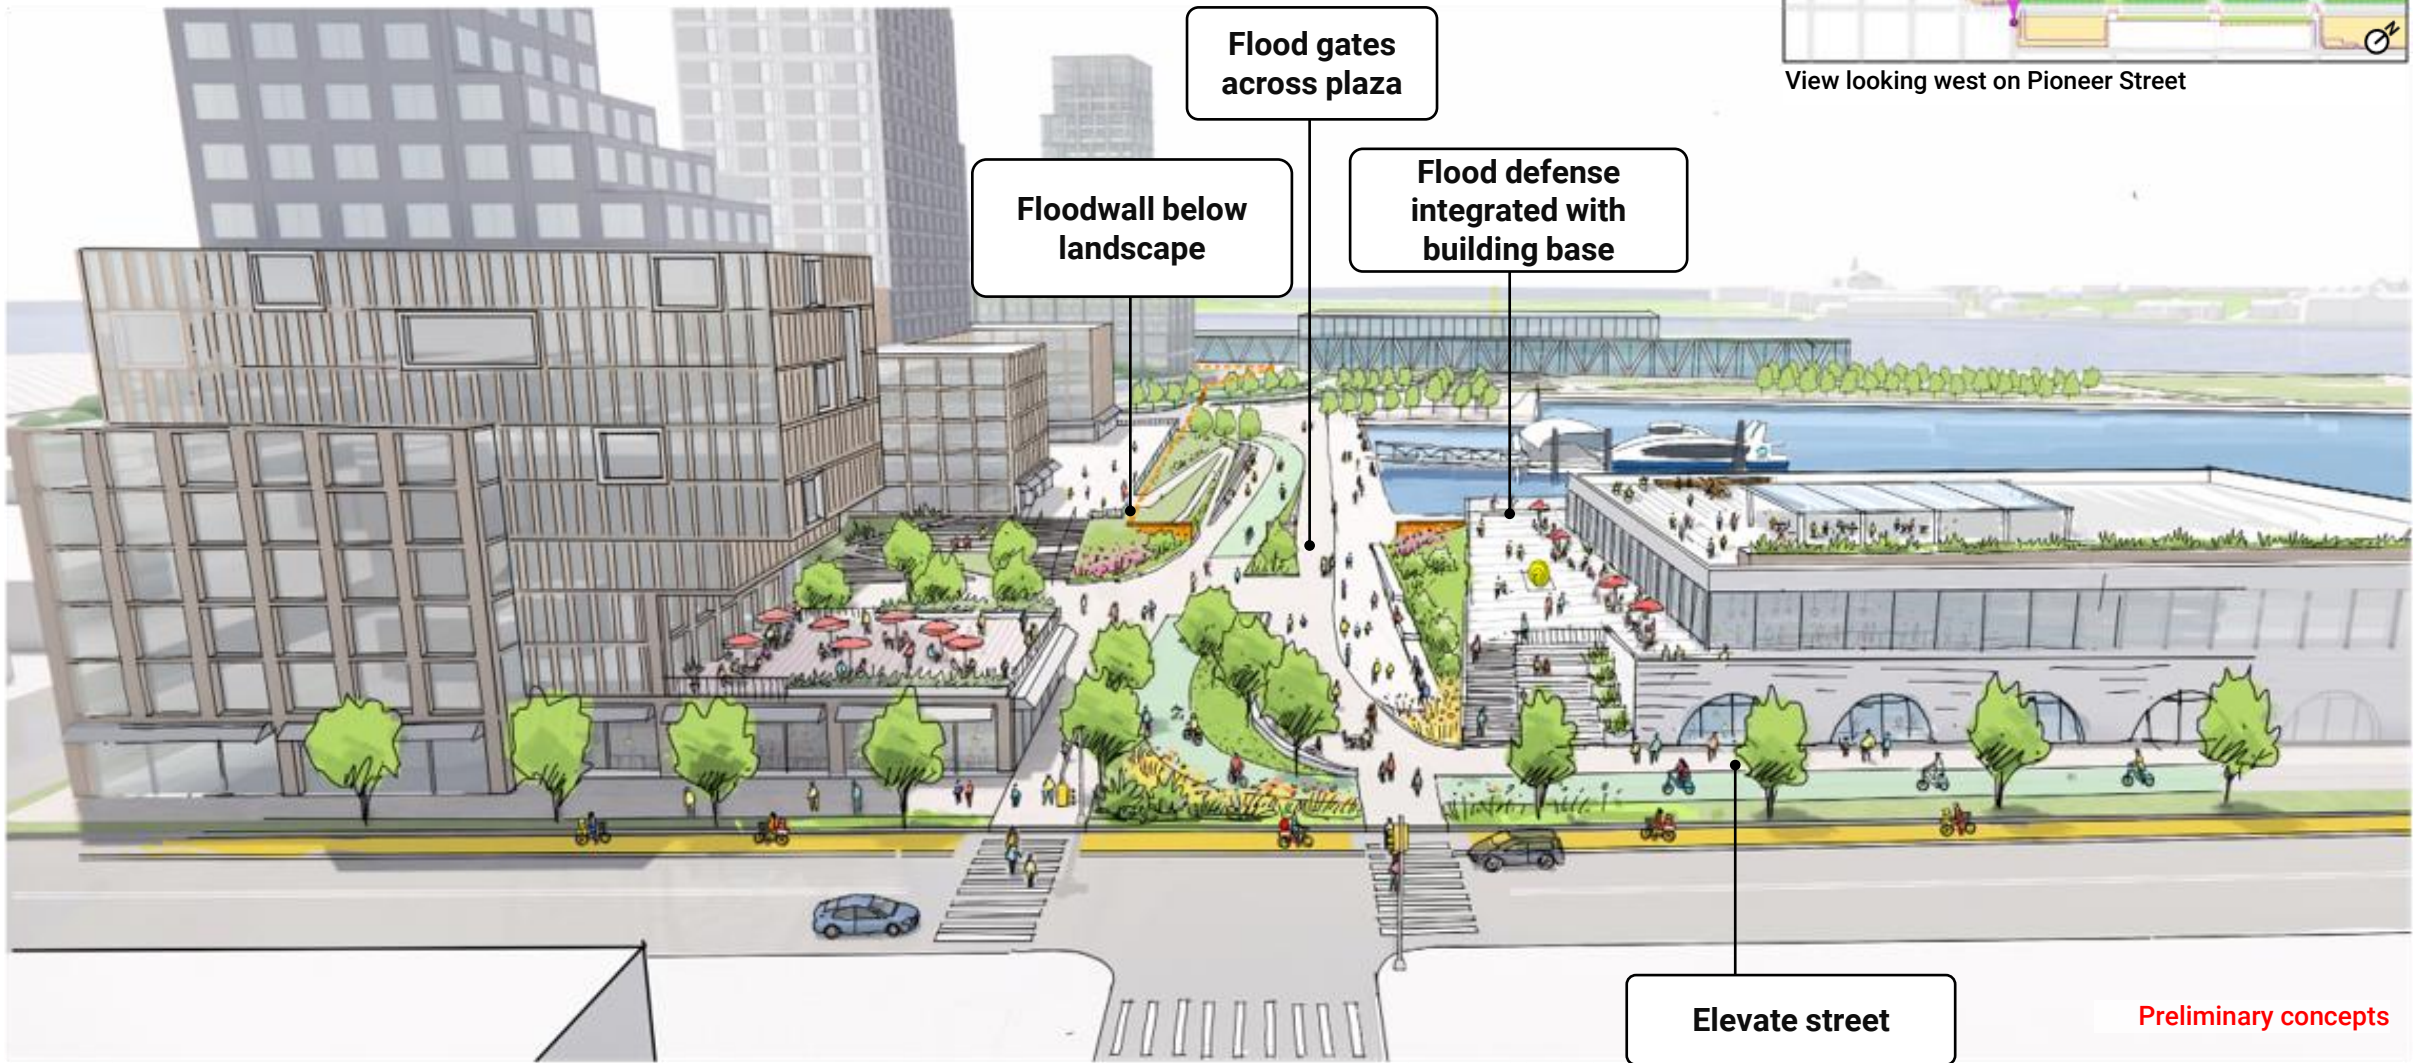 Flood gates
across plaza
N
View looking west on Pioneer Street
Floodwall below
landscape
Flood defense
integrated with
building base
Elevate street
Preliminary concepts